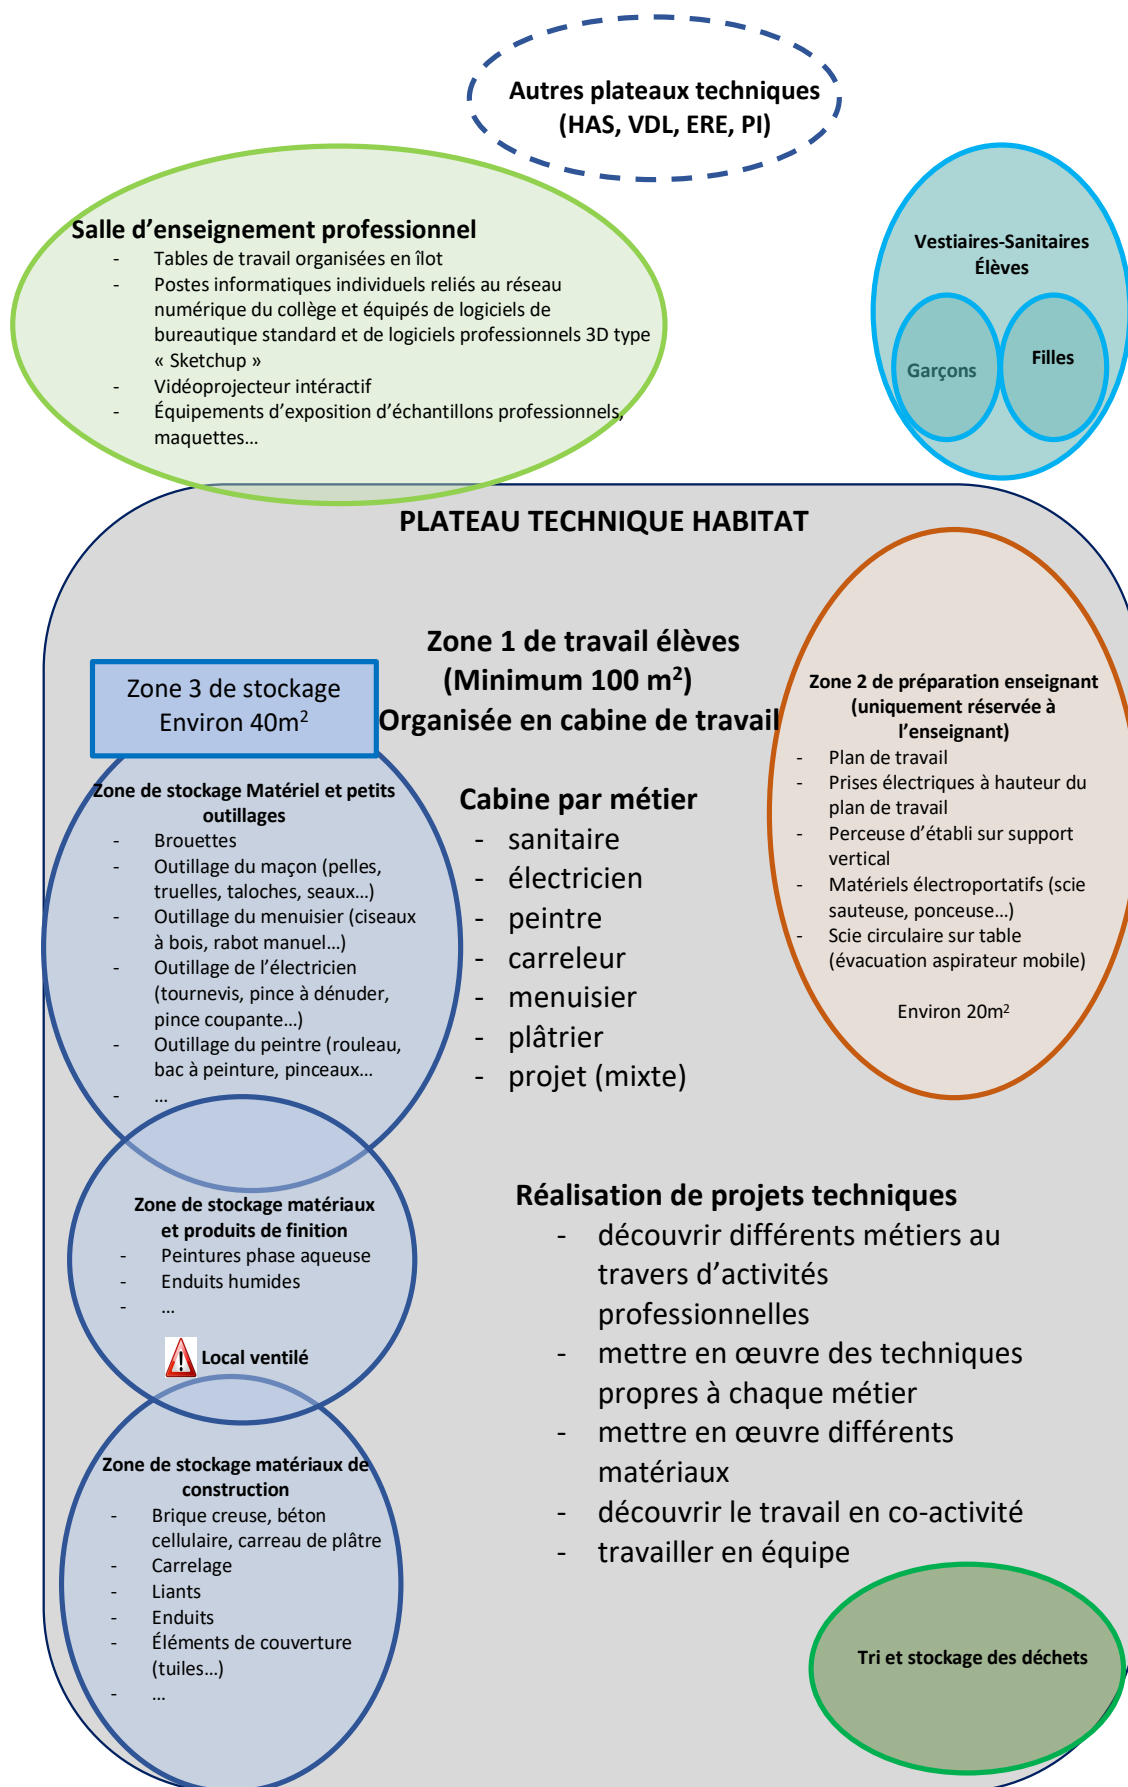 Autres plateaux techniques
(HAS, VDL, ERE, PI)
Salle d’enseignement professionnel
- Tables de travail organisées en îlot
- Postes informatiques individuels reliés au réseau
numérique du collège et équipés de logiciels de
bureautique standard et de logiciels professionnels 3D type
« Sketchup »
- Vidéoprojecteur intéractif
- Équipements d’exposition d’échantillons professionnels,
maquettes…
Vestiaires-Sanitaires
Élèves
Garçons
Filles
PLATEAU TECHNIQUE HABITAT
Zone 1 de travail élèves
(Minimum 100 m²)
Organisée en cabine de travail
Cabine par métier
- sanitaire
- électricien
- peintre
- carreleur
- menuisier
- plâtrier
- projet (mixte)
Zone 2 de préparation enseignant
(uniquement réservée à
l’enseignant)
- Plan de travail
- Prises électriques à hauteur du
plan de travail
- Perceuse d’établi sur support
vertical
- Matériels électroportatifs (scie
sauteuse, ponceuse…)
- Scie circulaire sur table
(évacuation aspirateur mobile)
Environ 20m²
Zone 3 de stockage
Environ 40m²
Zone de stockage Matériel et petits
outillages
- Brouettes
- Outillage du maçon (pelles,
truelles, taloches, seaux…)
- Outillage du menuisier (ciseaux
à bois, rabot manuel…)
- Outillage de l’électricien
(tournevis, pince à dénuder,
pince coupante…)
- Outillage du peintre (rouleau,
bac à peinture, pinceaux…
- …
Zone de stockage matériaux
et produits de finition
- Peintures phase aqueuse
- Enduits humides
- …
Local ventilé
Zone de stockage matériaux de
construction
- Brique creuse, béton
cellulaire, carreau de plâtre
- Carrelage
- Liants
- Enduits
- Éléments de couverture
(tuiles…)
- …
Réalisation de projets techniques
- découvrir différents métiers au
travers d’activités
professionnelles
- mettre en œuvre des techniques
propres à chaque métier
- mettre en œuvre différents
matériaux
- découvrir le travail en co-activité
- travailler en équipe
Tri et stockage des déchets